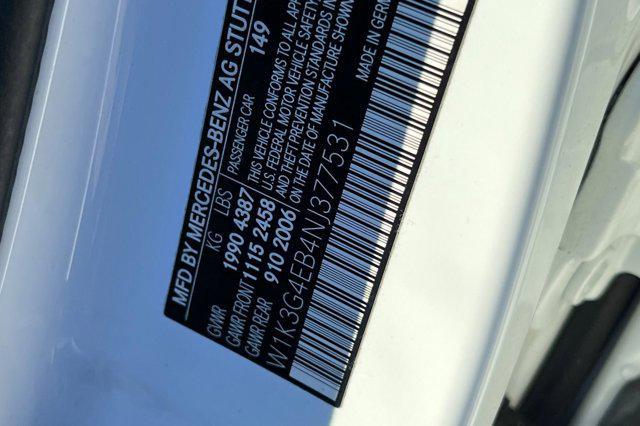 MFD BY MERCEDES-BENZ AG STUTT
149
KG LBS PASSENGER CAR
GVWR 1990 4387 THIS VEHICLE CONFORMS TO ALL APP
GAWR FRONT 1115 2458 U.S. FEDERAL MOTOR VEHICLE SAFETY
GAWR REAR 910 2006 AND THEFT PREVENTION STANDARDS IN
ON THE DATE OF MANUFACTURE SHOWN
W1K3G4EB4NJ377531 MADE IN GER